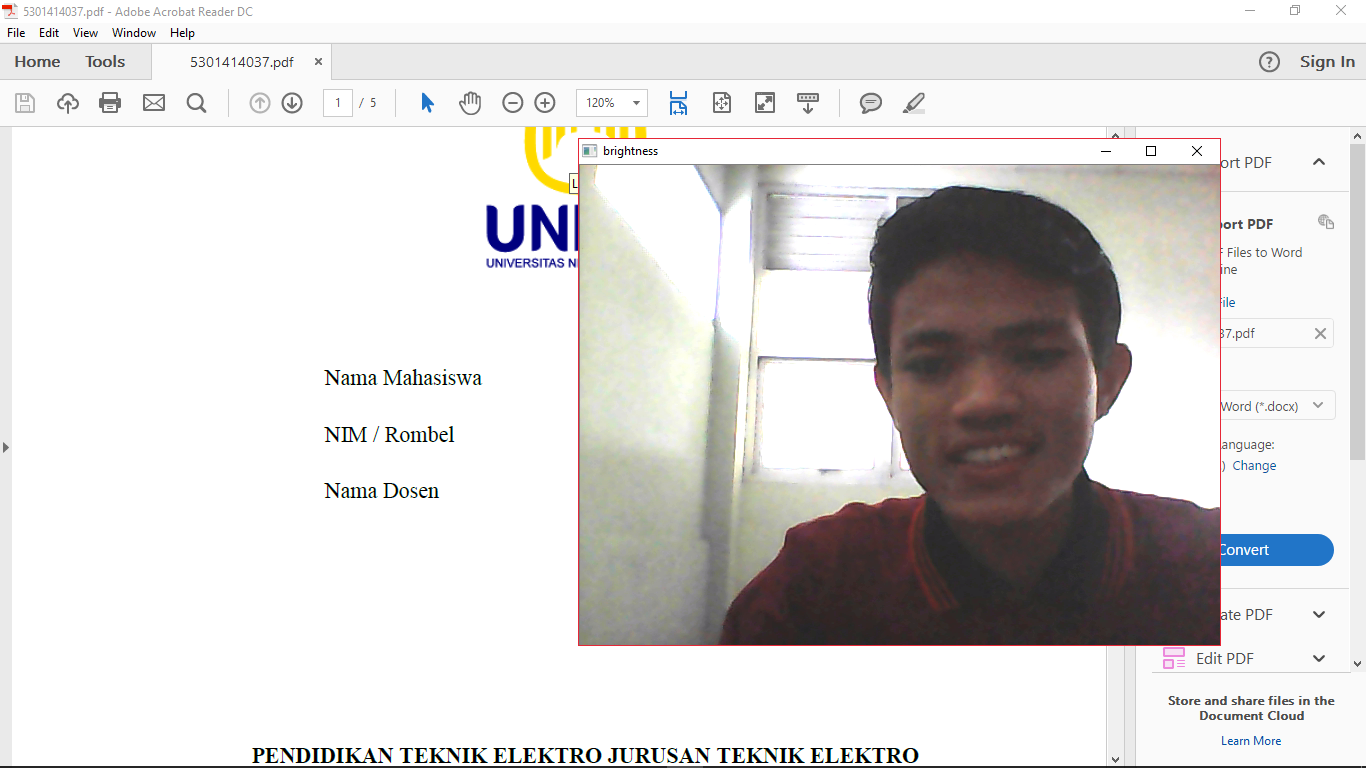 5301414037.pdf - Adobe Acrobat Reader DC
File Edit View Window Help
Home Tools 5301414037.pdf × Sign In
1 / 5 120%
brightness
UN
UNIVERSITAS N
Nama Mahasiswa
NIM / Rombel
Nama Dosen
PENDIDIKAN TEKNIK ELEKTRO JURUSAN TEKNIK ELEKTRO
ort PDF
ort PDF
Files to Word
ine
ile
37.pdf
Word (*.docx)
anguage:
) Change
Convert
ate PDF
Edit PDF
Store and share files in the
Document Cloud
Learn More